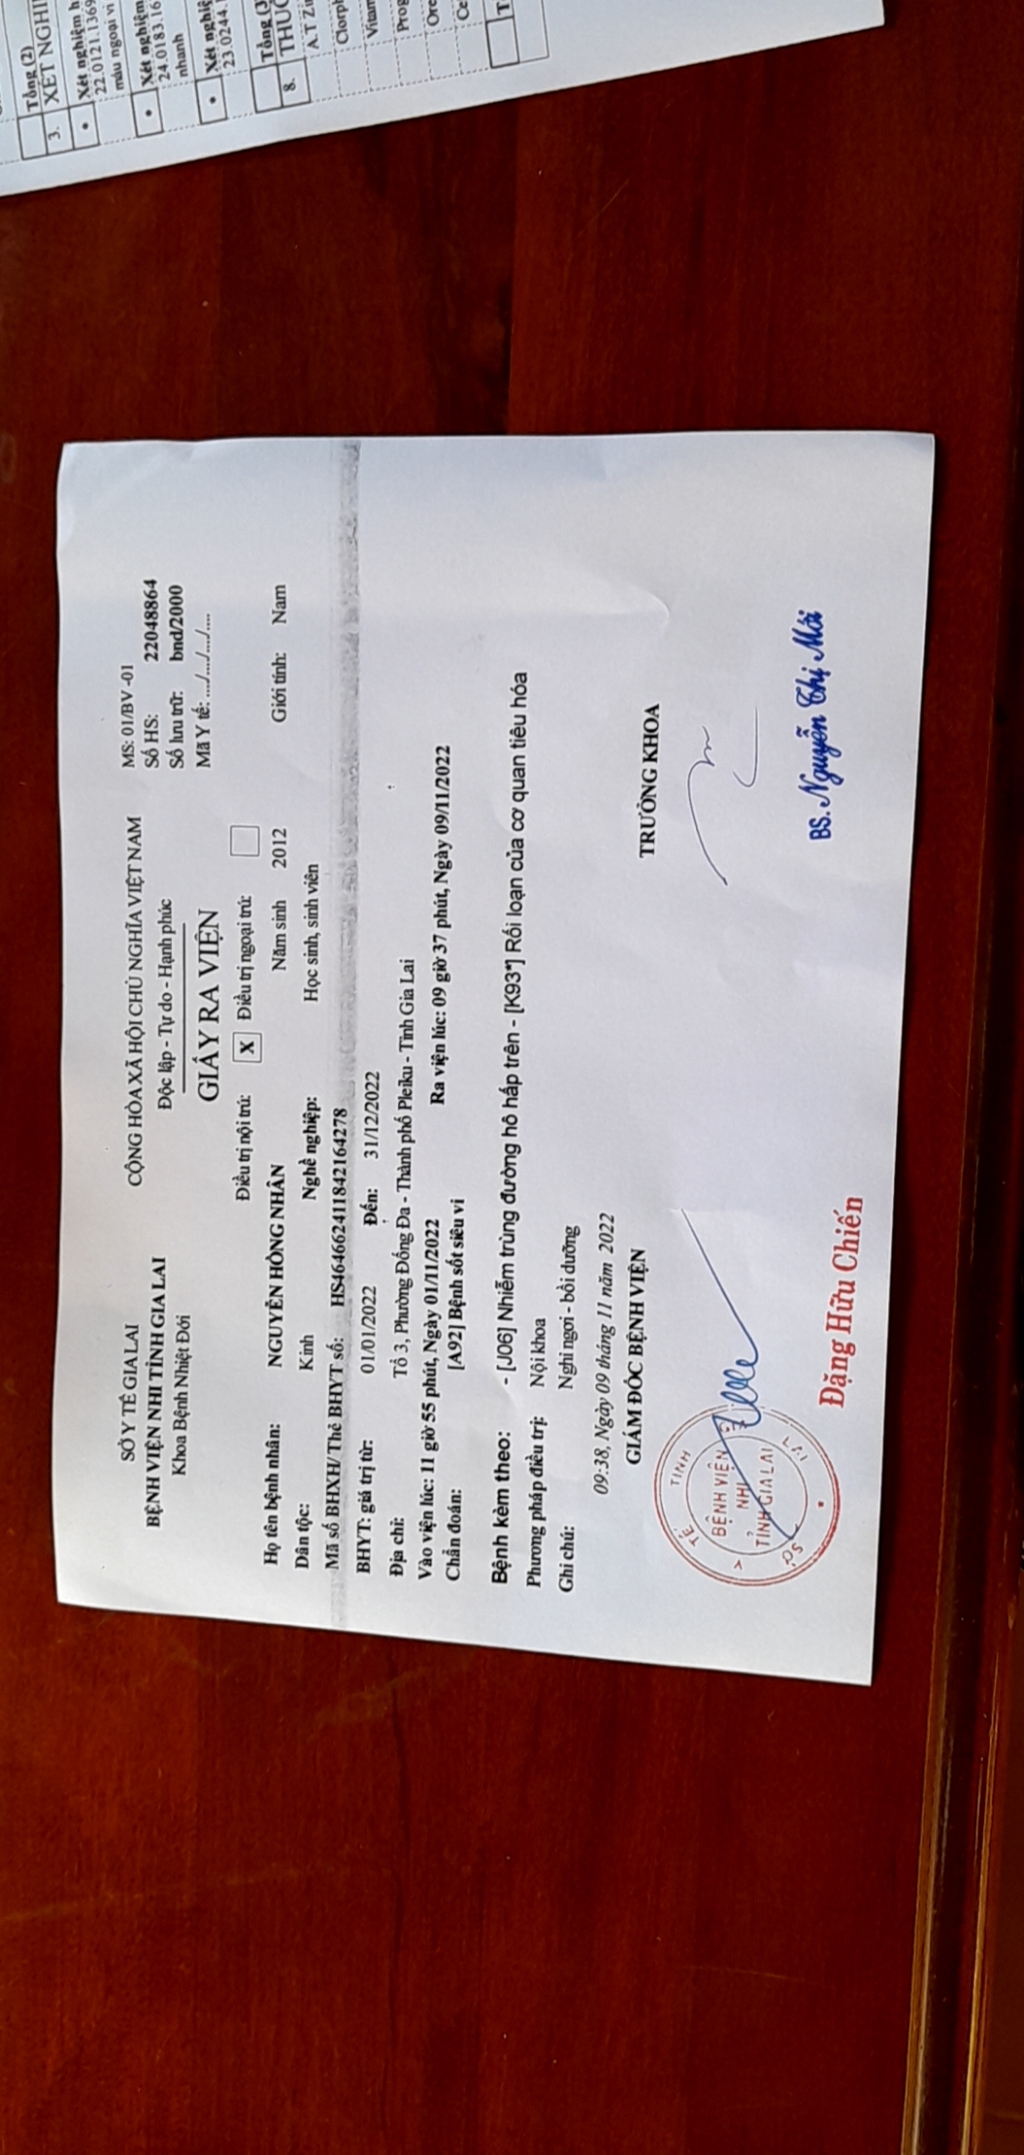 SỞ Y TẾ GIA LAI
BỆNH VIỆN NHI TỈNH GIA LAI
Khoa Bệnh Nhiệt Đới
CỘNG HÒA XÃ HỘI CHỦ NGHĨA VIỆT NAM
Độc lập - Tự do - Hạnh phúc
MS: 01/BV -01
Số HS: 22048864
Số lưu trữ: bnd/2000
Mã Y tế: ..../..../..../....
GIẤY RA VIỆN
Điều trị nội trú: X Điều trị ngoại trú:
Họ tên bệnh nhân: NGUYỄN HỒNG NHÂN Năm sinh 2012 Giới tính: Nam
Dân tộc: Kinh Nghề nghiệp: Học sinh, sinh viên
Mã số BHXH/ Thẻ BHYT số: HS464662411842164278
BHYT: giá trị từ: 01/01/2022 Đến: 31/12/2022
Địa chỉ: Tổ 3, Phường Đống Đa - Thành phố Pleiku - Tỉnh Gia Lai
Vào viện lúc: 11 giờ 55 phút, Ngày 01/11/2022 Ra viện lúc: 09 giờ 37 phút, Ngày 09/11/2022
Chẩn đoán: [A92] Bệnh sốt siêu vi
Bệnh kèm theo: - [J06] Nhiễm trùng đường hô hấp trên - [K93*] Rối loạn của cơ quan tiêu hóa
Phương pháp điều trị: Nội khoa
Ghi chú: Nghỉ ngơi - bồi dưỡng
09:38, Ngày 09 tháng 11 năm 2022
GIÁM ĐỐC BỆNH VIỆN
TRƯỞNG KHOA
SỞ Y TẾ TỈNH
BỆNH VIỆN
NHI
TỈNH GIA LAI
Đặng Hữu Chiến
BS. Nguyễn Thị Mới
Tổng (2)
3. XÉT NGHI
• Xét nghiệm h
22.0121.1369
máu ngoại vi
• Xét nghiệm
24.0183.16
nhanh
• Xét nghiệ
23.0244.
Tổng (3
8. THUỐ
A.T Zi
Clorph
Vitam
Prog
Ore
Ce
T